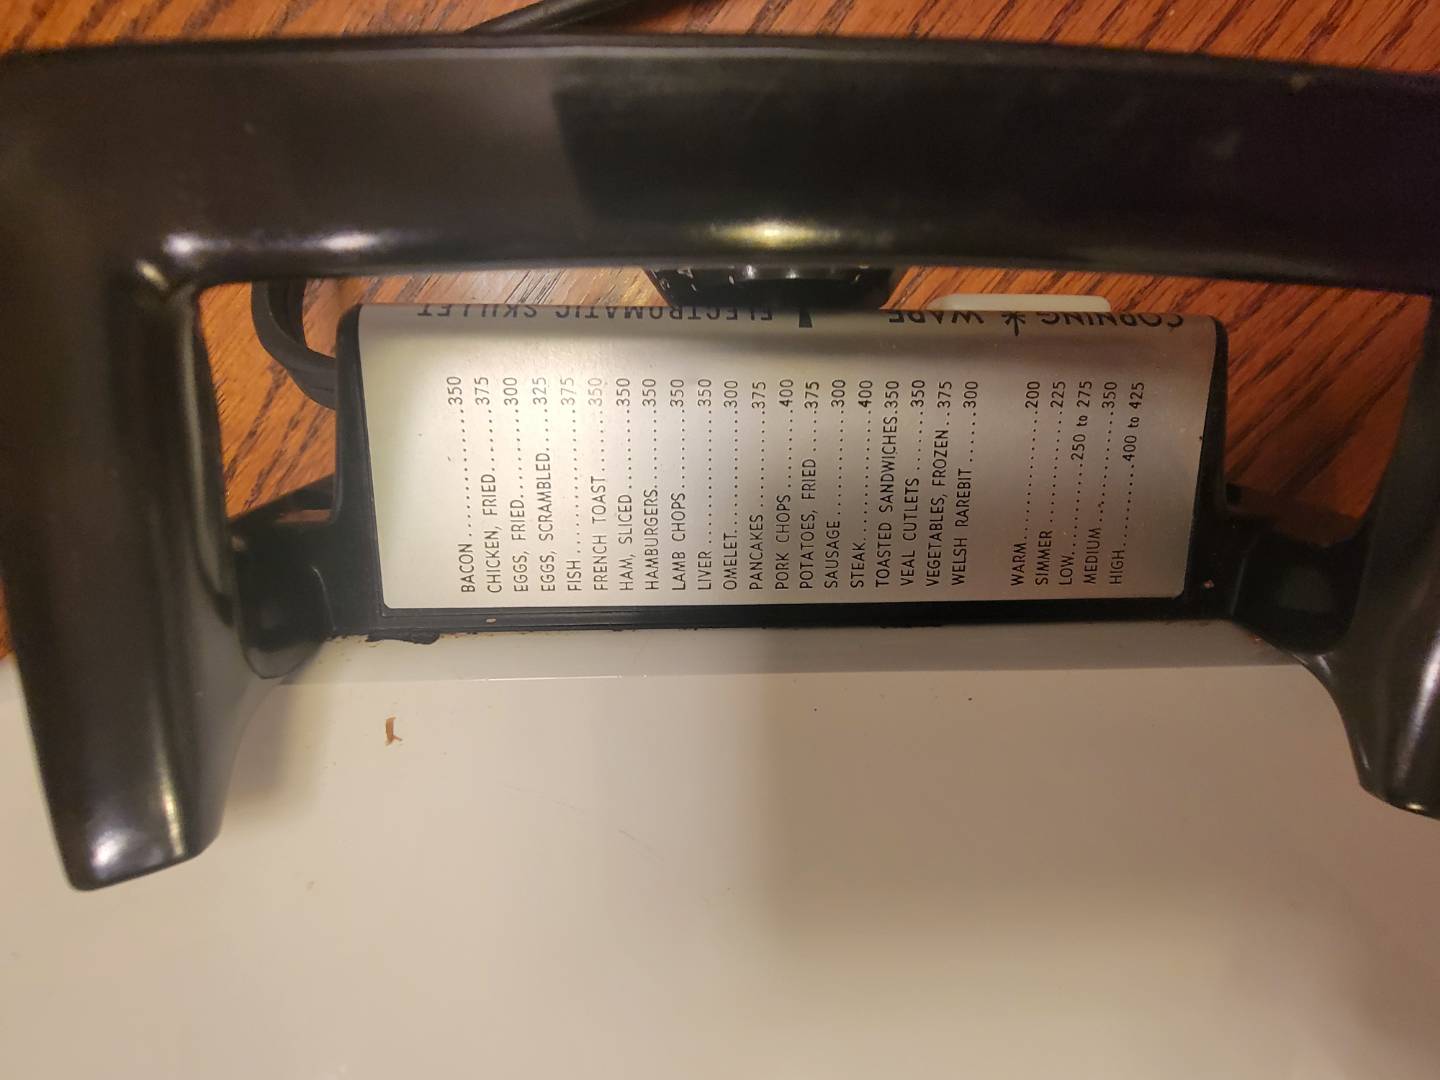 CORNING * WARE ELECTROMATIC SKILLET
BACON............350
CHICKEN, FRIED......375
EGGS, FRIED.........300
EGGS, SCRAMBLED....325
FISH...............375
FRENCH TOAST.......350
HAM, SLICED.........350
HAMBURGERS.........350
LAMB CHOPS.........350
LIVER..............350
OMELET.............300
PANCAKES...........375
PORK CHOPS.........400
POTATOES, FRIED.....375
SAUSAGE............300
STEAK..............400
TOASTED SANDWICHES.350
VEAL CUTLETS........350
VEGETABLES, FROZEN..375
WELSH RAREBIT.......300
WARM..............200
SIMMER.............225
LOW..........250 to 275
MEDIUM.............350
HIGH..........400 to 425